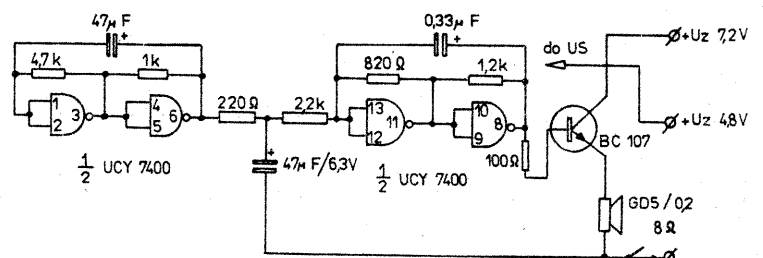 47µF
4,7k
1k
1
2
3
4
5
6
½ UCY 7400
220Ω
2,2k
47µF/6,3V
0,33µF
820Ω
1,2k
13
12
11
10
9
8
½ UCY 7400
100Ω
do US
+Uz 7,2V
+Uz 4,8V
BC 107
GD5/0,2
8Ω